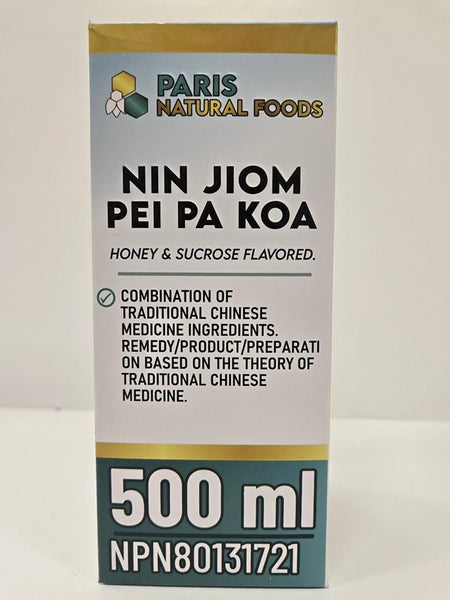 PARIS
NATURAL FOODS
NIN JIOM
PEI PA KOA
HONEY & SUCROSE FLAVORED.
COMBINATION OF
TRADITIONAL CHINESE
MEDICINE INGREDIENTS.
REMEDY/PRODUCT/PREPARATI
ON BASED ON THE THEORY OF
TRADITIONAL CHINESE
MEDICINE.
500 ml
NPN80131721